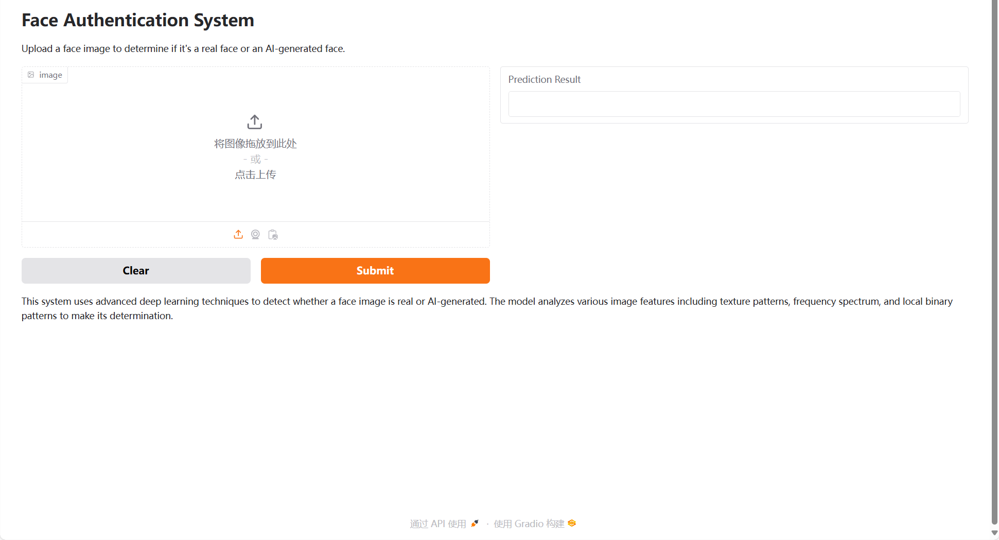 Face Authentication System
Upload a face image to determine if it's a real face or an AI-generated face.
image
将图像拖放到此处
- 或 -
点击上传
Clear
Submit
Prediction Result
This system uses advanced deep learning techniques to detect whether a face image is real or AI-generated. The model analyzes various image features including texture patterns, frequency spectrum, and local binary
patterns to make its determination.
通过 API 使用 · 使用 Gradio 构建